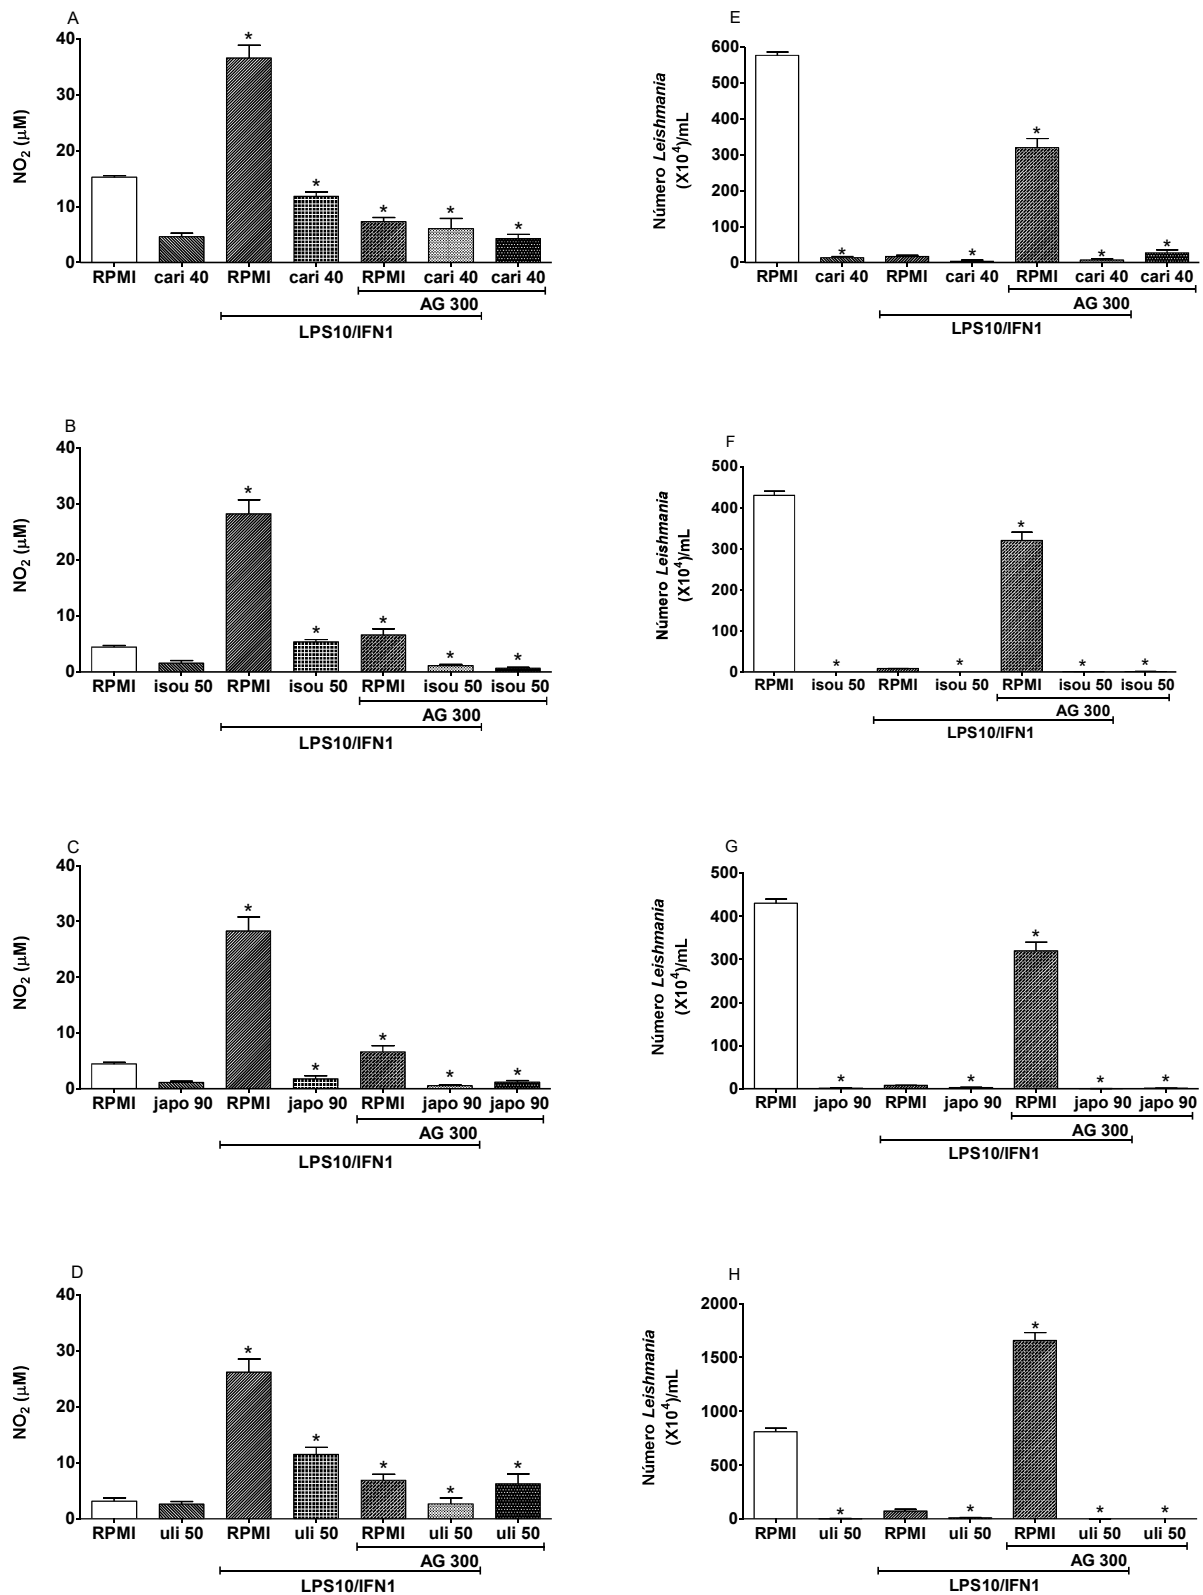 A
NO2 (μM)
40
30
20
10
0
*
*
*
*
*
RPMI cari 40 RPMI cari 40 RPMI cari 40 cari 40
AG 300
LPS10/IFN1
E
Número Leishmania
(X10⁴)/mL
600
500
400
300
200
100
0
*
*
*
*
*
RPMI cari 40 RPMI cari 40 RPMI cari 40 cari 40
AG 300
LPS10/IFN1
B
NO2 (μM)
40
30
20
10
0
*
*
*
*
*
RPMI isou 50 RPMI isou 50 RPMI isou 50 isou 50
AG 300
LPS10/IFN1
F
Número Leishmania
(X10⁴)/mL
500
400
300
200
100
0
*
*
*
*
*
RPMI isou 50 RPMI isou 50 RPMI isou 50 isou 50
AG 300
LPS10/IFN1
C
NO2 (μM)
40
30
20
10
0
*
*
*
*
*
RPMI japo 90 RPMI japo 90 RPMI japo 90 japo 90
AG 300
LPS10/IFN1
G
Número Leishmania
(X10⁴)/mL
500
400
300
200
100
0
*
*
*
*
*
RPMI japo 90 RPMI japo 90 RPMI japo 90 japo 90
AG 300
LPS10/IFN1
D
NO2 (μM)
40
30
20
10
0
*
*
*
*
*
RPMI uli 50 RPMI uli 50 RPMI uli 50 uli 50
AG 300
LPS10/IFN1
H
Número Leishmania
(X10⁴)/mL
2000
1500
1000
500
0
*
*
*
*
*
RPMI uli 50 RPMI uli 50 RPMI uli 50 uli 50
AG 300
LPS10/IFN1